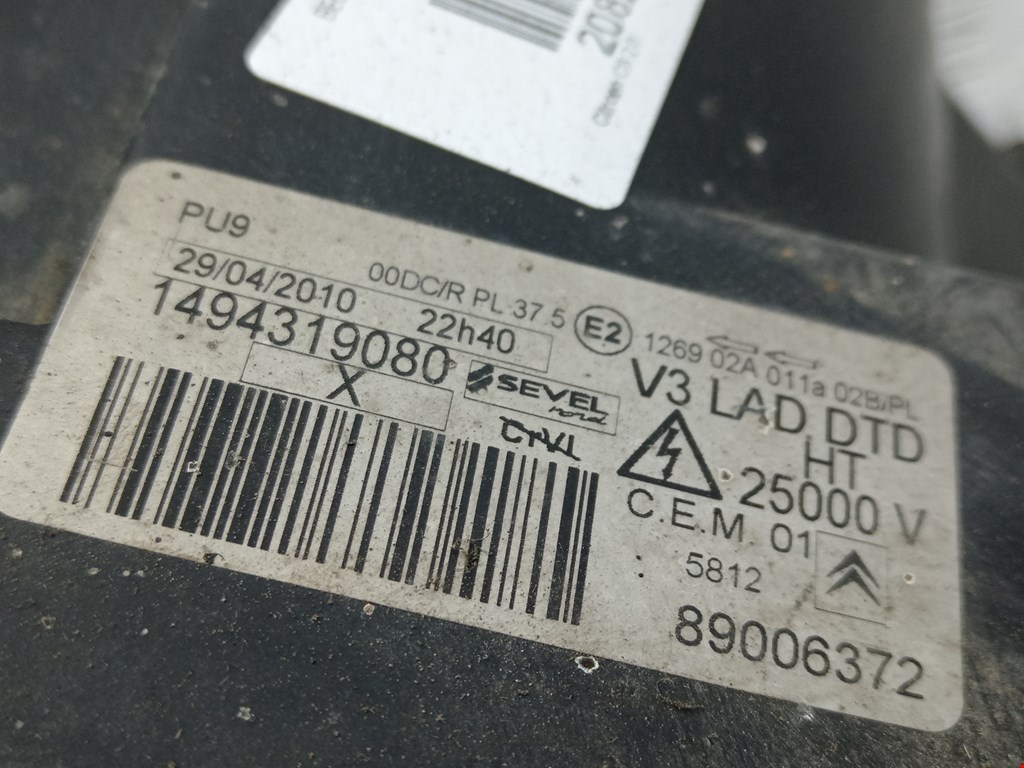 PU9
00DC/R PL 37.5 E2 1269 02A 011a 02B/PL
29/04/2010 22h40
1494319080
X
SEVEL
nord
V3 LAD DTD
HT
25000 V
C.E.M. 01
5812
89006372